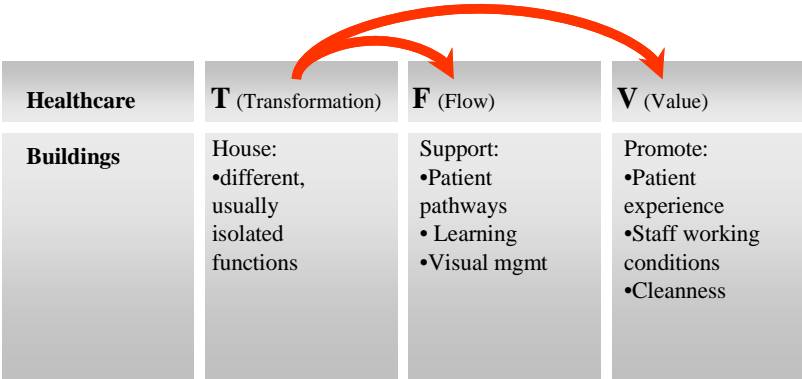 Healthcare
T (Transformation)
F (Flow)
V (Value)
Buildings
House:
•different,
usually
isolated
functions
Support:
•Patient
pathways
• Learning
•Visual mgmt
Promote:
•Patient
experience
•Staff working
conditions
•Cleanness